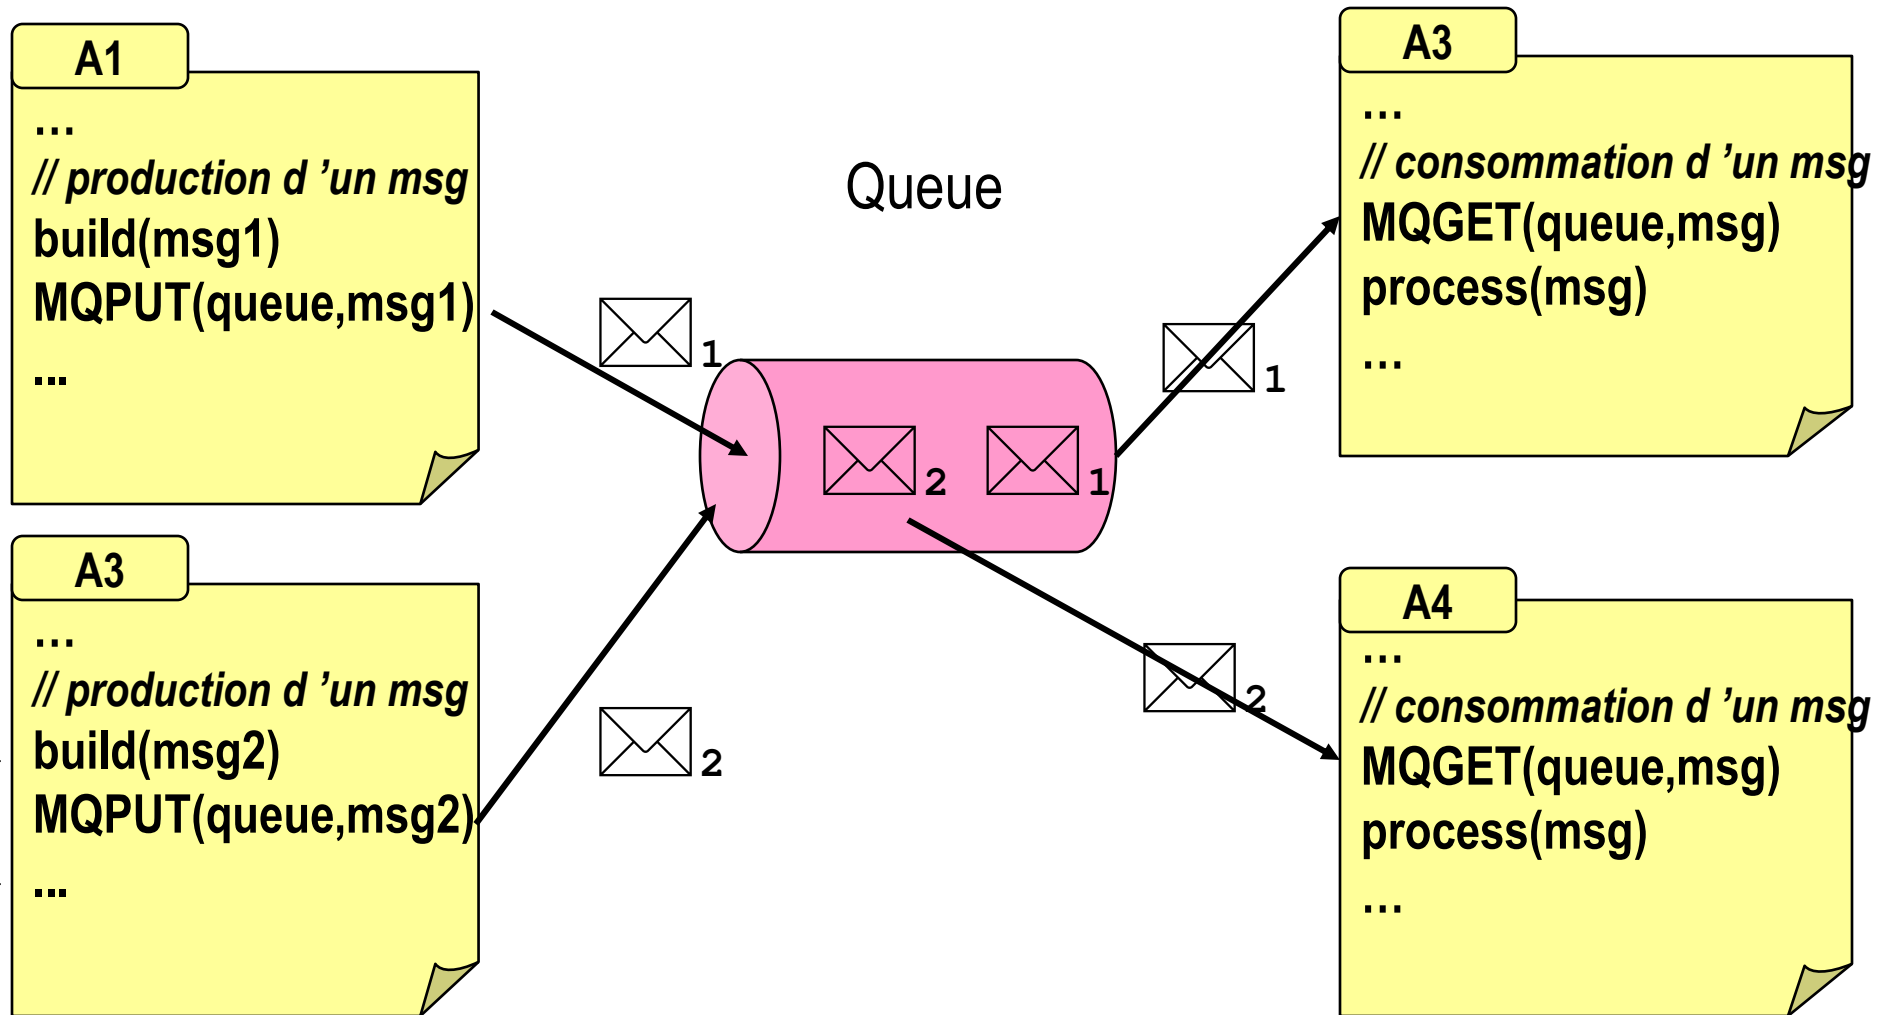 A1
…
// production d ’un msg
build(msg1)
MQPUT(queue,msg1)
...
A3
…
// production d ’un msg
build(msg2)
MQPUT(queue,msg2)
...
Queue
1
2
2
1
1
2
A3
…
// consommation d ’un msg
MQGET(queue,msg)
process(msg)
…
A4
…
// consommation d ’un msg
MQGET(queue,msg)
process(msg)
…